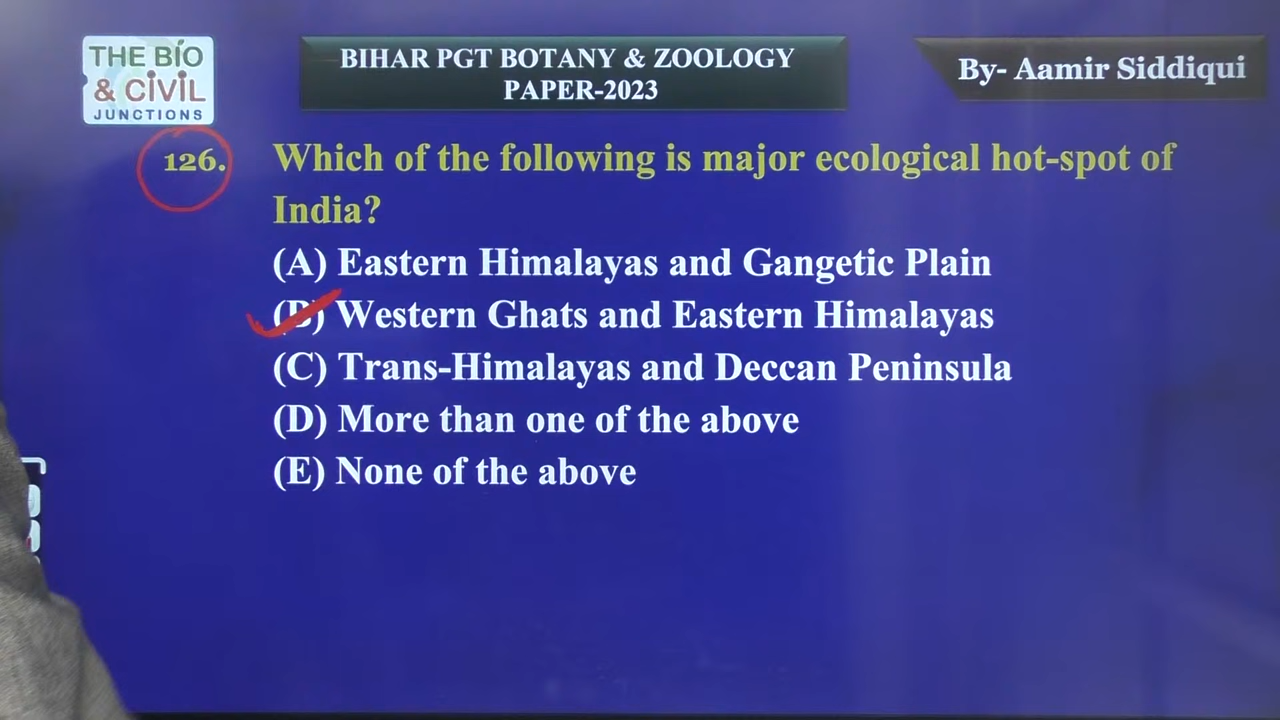 THE BIO
& CIVIL
JUNCTIONS
BIHAR PGT BOTANY & ZOOLOGY
PAPER-2023
By- Aamir Siddiqui
126. Which of the following is major ecological hot-spot of
India?
(A) Eastern Himalayas and Gangetic Plain
(B) Western Ghats and Eastern Himalayas
(C) Trans-Himalayas and Deccan Peninsula
(D) More than one of the above
(E) None of the above